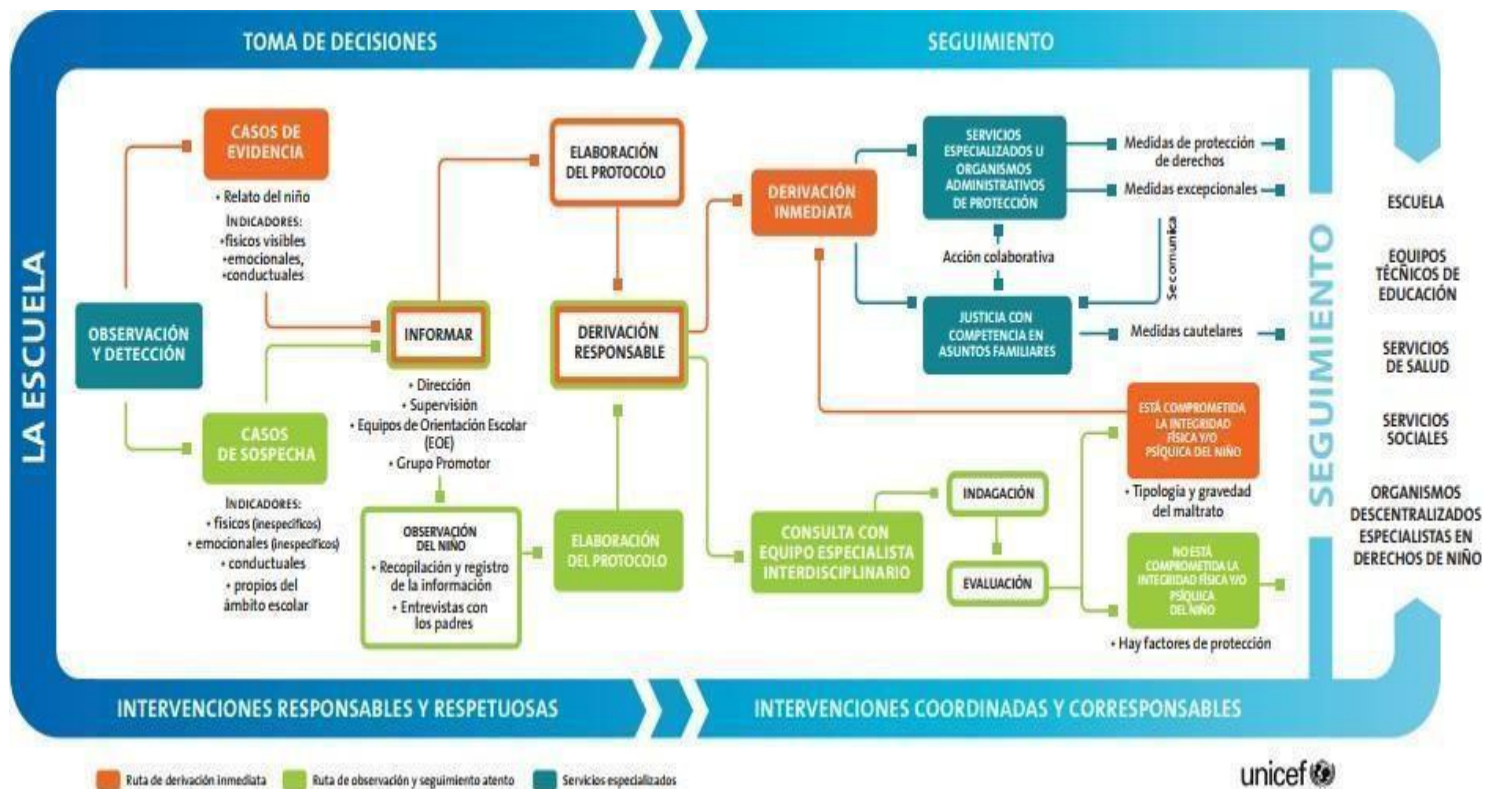 TOMA DE DECISIONES
SEGUIMIENTO
LA ESCUELA
OBSERVACIÓN
Y DETECCIÓN
CASOS DE
EVIDENCIA
• Relato del niño
INDICADORES:
•físicos visibles
•emocionales,
•conductuales
CASOS
DE SOSPECHA
INDICADORES:
• físicos (inespecíficos)
• emocionales (inespecíficos)
• conductuales
• propios del
ámbito escolar
INFORMAR
• Dirección
• Supervisión
• Equipos de Orientación Escolar
(EOE)
• Grupo Promotor
OBSERVACIÓN
DEL NIÑO
• Recopilación y registro
de la información
• Entrevistas con
los padres
ELABORACIÓN
DEL PROTOCOLO
DERIVACIÓN
RESPONSABLE
ELABORACIÓN
DEL PROTOCOLO
DERIVACIÓN
INMEDIATA
SERVICIOS
ESPECIALIZADOS U
ORGANISMOS
ADMINISTRATIVOS
DE PROTECCIÓN
Medidas de protección
de derechos
Medidas excepcionales
Acción colaborativa
Se comunica
JUSTICIA CON
COMPETENCIA EN
ASUNTOS FAMILIARES
Medidas cautelares
CONSULTA CON
EQUIPO ESPECIALISTA
INTERDISCIPLINARIO
INDAGACIÓN
EVALUACIÓN
ESTÁ COMPROMETIDA
LA INTEGRIDAD
FÍSICA Y/O
PSÍQUICA DEL NIÑO
• Tipología y gravedad
del maltrato
NO ESTÁ
COMPROMETIDA LA
INTEGRIDAD FÍSICA Y/O
PSÍQUICA
DEL NIÑO
• Hay factores de protección
SEGUIMIENTO
ESCUELA
EQUIPOS
TÉCNICOS DE
EDUCACIÓN
SERVICIOS
DE SALUD
SERVICIOS
SOCIALES
ORGANISMOS
DESCENTRALIZADOS
ESPECIALISTAS EN
DERECHOS DE NIÑO
INTERVENCIONES RESPONSABLES Y RESPETUOSAS
INTERVENCIONES COORDINADAS Y CORRESPONSABLES
Ruta de derivación inmediata
Ruta de observación y seguimiento atento
Servicios especializados
unicef